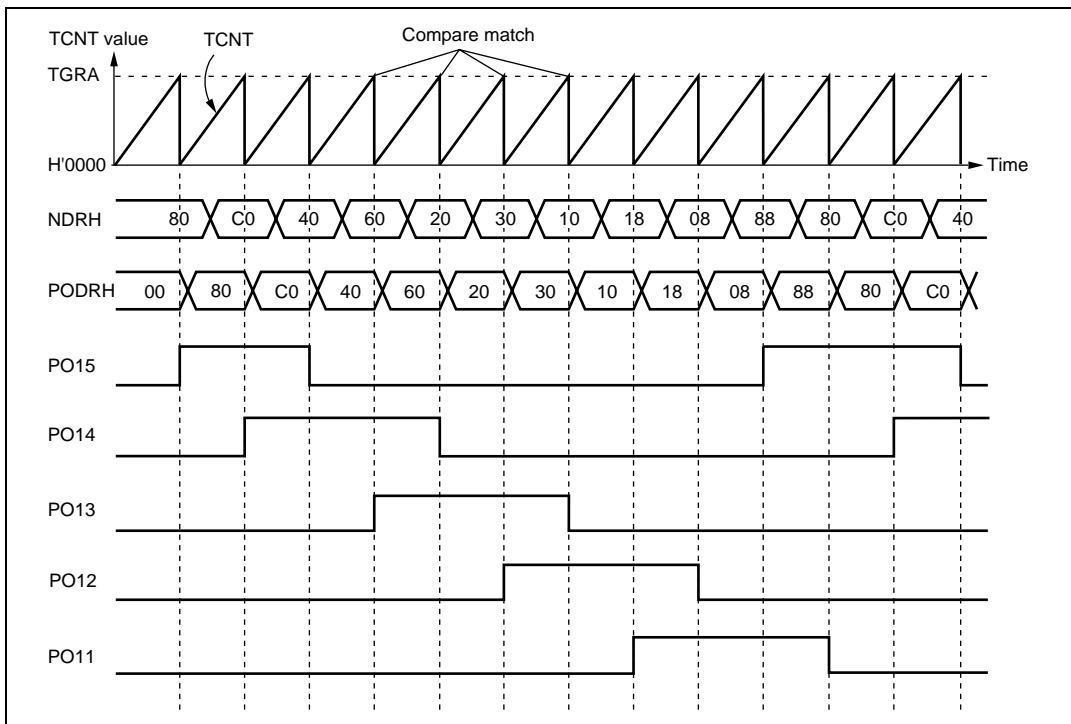 TCNT value TCNT Compare match
TGRA
H'0000 Time
NDRH 80 C0 40 60 20 30 10 18 08 88 80 C0 40
PODRH 00 80 C0 40 60 20 30 10 18 08 88 80 C0
PO15
PO14
PO13
PO12
PO11